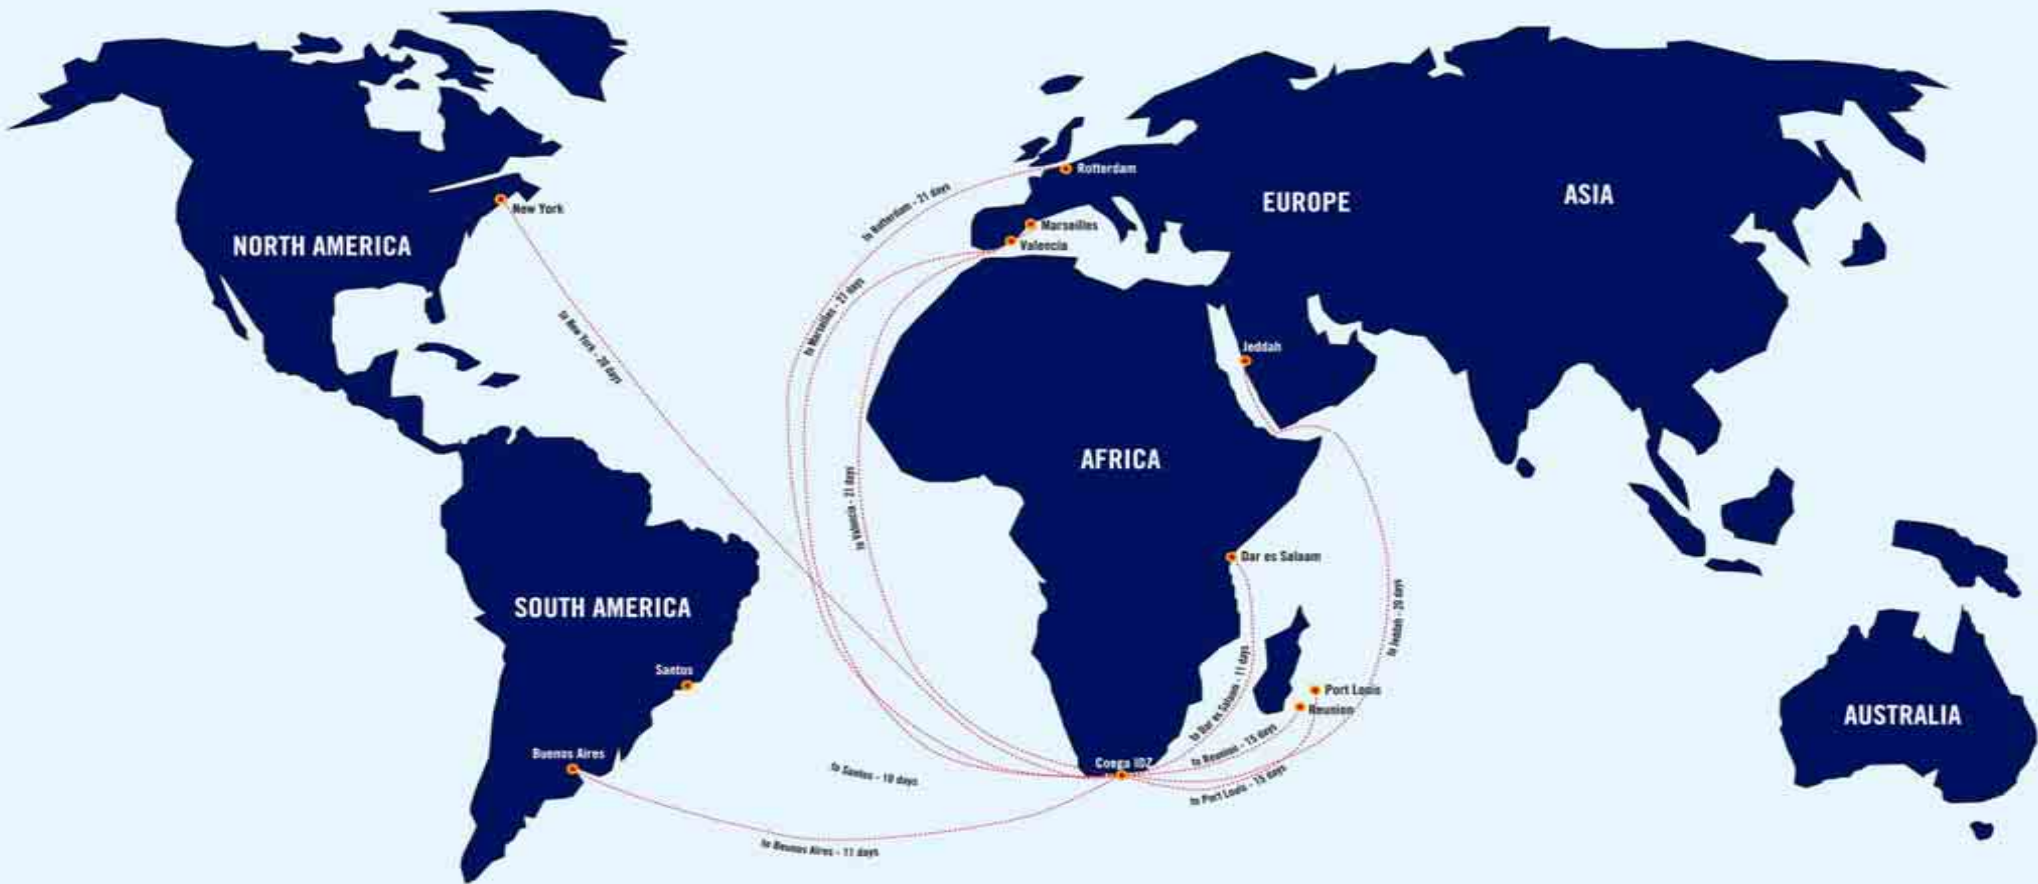 Rotterdam
to Rotterdam - 21 days
EUROPE
ASIA
New York
Marseilles
NORTH AMERICA
Valencia
to Marseilles - 27 days
to New York - 20 days
Jeddah
AFRICA
to Valencia - 21 days
Dar es Salaam
SOUTH AMERICA
to Jeddah - 20 days
Santos
to Dar es Salaam - 11 days
Port Louis
Reunion
AUSTRALIA
Buenos Aires
to Reunion - 15 days
Coega IDZ
to Santos - 10 days
to Port Louis - 15 days
to Beunos Aires - 11 days